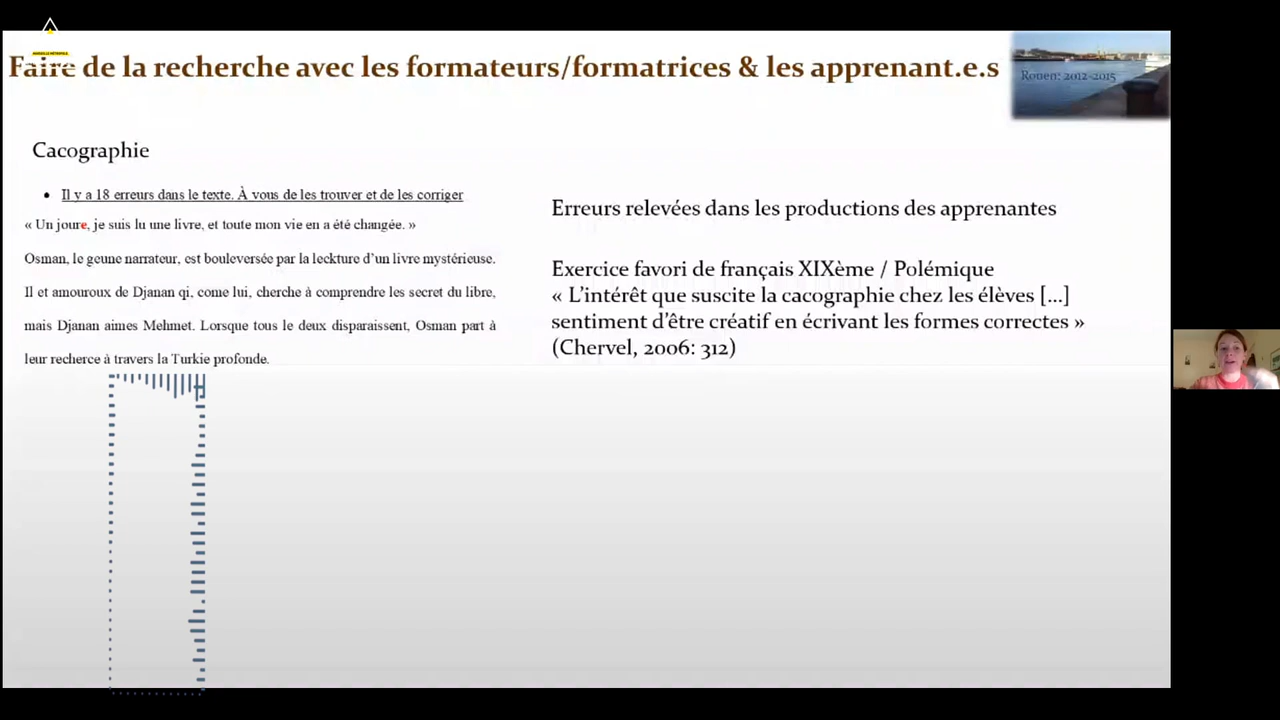 MARSEILLE MÉTROPOLE
Faire de la recherche avec les formateurs/formatrices & les apprenant.e.s
Rouen: 2012-2015
Cacographie
• Il y a 18 erreurs dans le texte. À vous de les trouver et de les corriger
« Un joure, je suis lu une livre, et toute mon vie en a été changée. »
Osman, le geune narrateur, est bouleversée par la leckture d’un livre mystérieuse.
Il et amouroux de Djanan qi, come lui, cherche à comprendre les secret du libre,
mais Djanan aimes Mehmet. Lorsque tous le deux disparaissent, Osman part à
leur recherce à travers la Turkie profonde.
Erreurs relevées dans les productions des apprenantes
Exercice favori de français XIXème / Polémique
« L’intérêt que suscite la cacographie chez les élèves [...]
sentiment d’être créatif en écrivant les formes correctes »
(Chervel, 2006: 312)